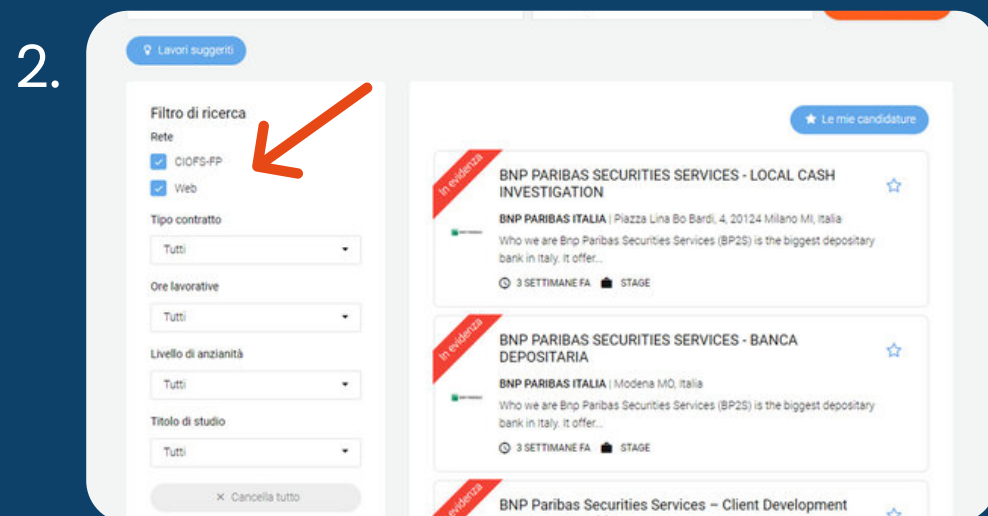 2.
Lavori suggeriti
Filtro di ricerca
Rete
CIOFS-FP
Web
Tipo contratto
Tutti
Ore lavorative
Tutti
Livello di anzianità
Tutti
Titolo di studio
Tutti
× Cancella tutto
Le mie candidature
In evidenza
BNP PARIBAS SECURITIES SERVICES - LOCAL CASH
INVESTIGATION
BNP PARIBAS ITALIA | Piazza Lina Bo Bardi, 4, 20124 Milano MI, Italia
Who we are Bnp Paribas Securities Services (BP2S) is the biggest depositary
bank in Italy. It offer...
3 SETTIMANE FA STAGE
In evidenza
BNP PARIBAS SECURITIES SERVICES - BANCA
DEPOSITARIA
BNP PARIBAS ITALIA | Modena MO, Italia
Who we are Bnp Paribas Securities Services (BP2S) is the biggest depositary
bank in Italy. It offer...
3 SETTIMANE FA STAGE
evidenza
BNP Paribas Securities Services – Client Development